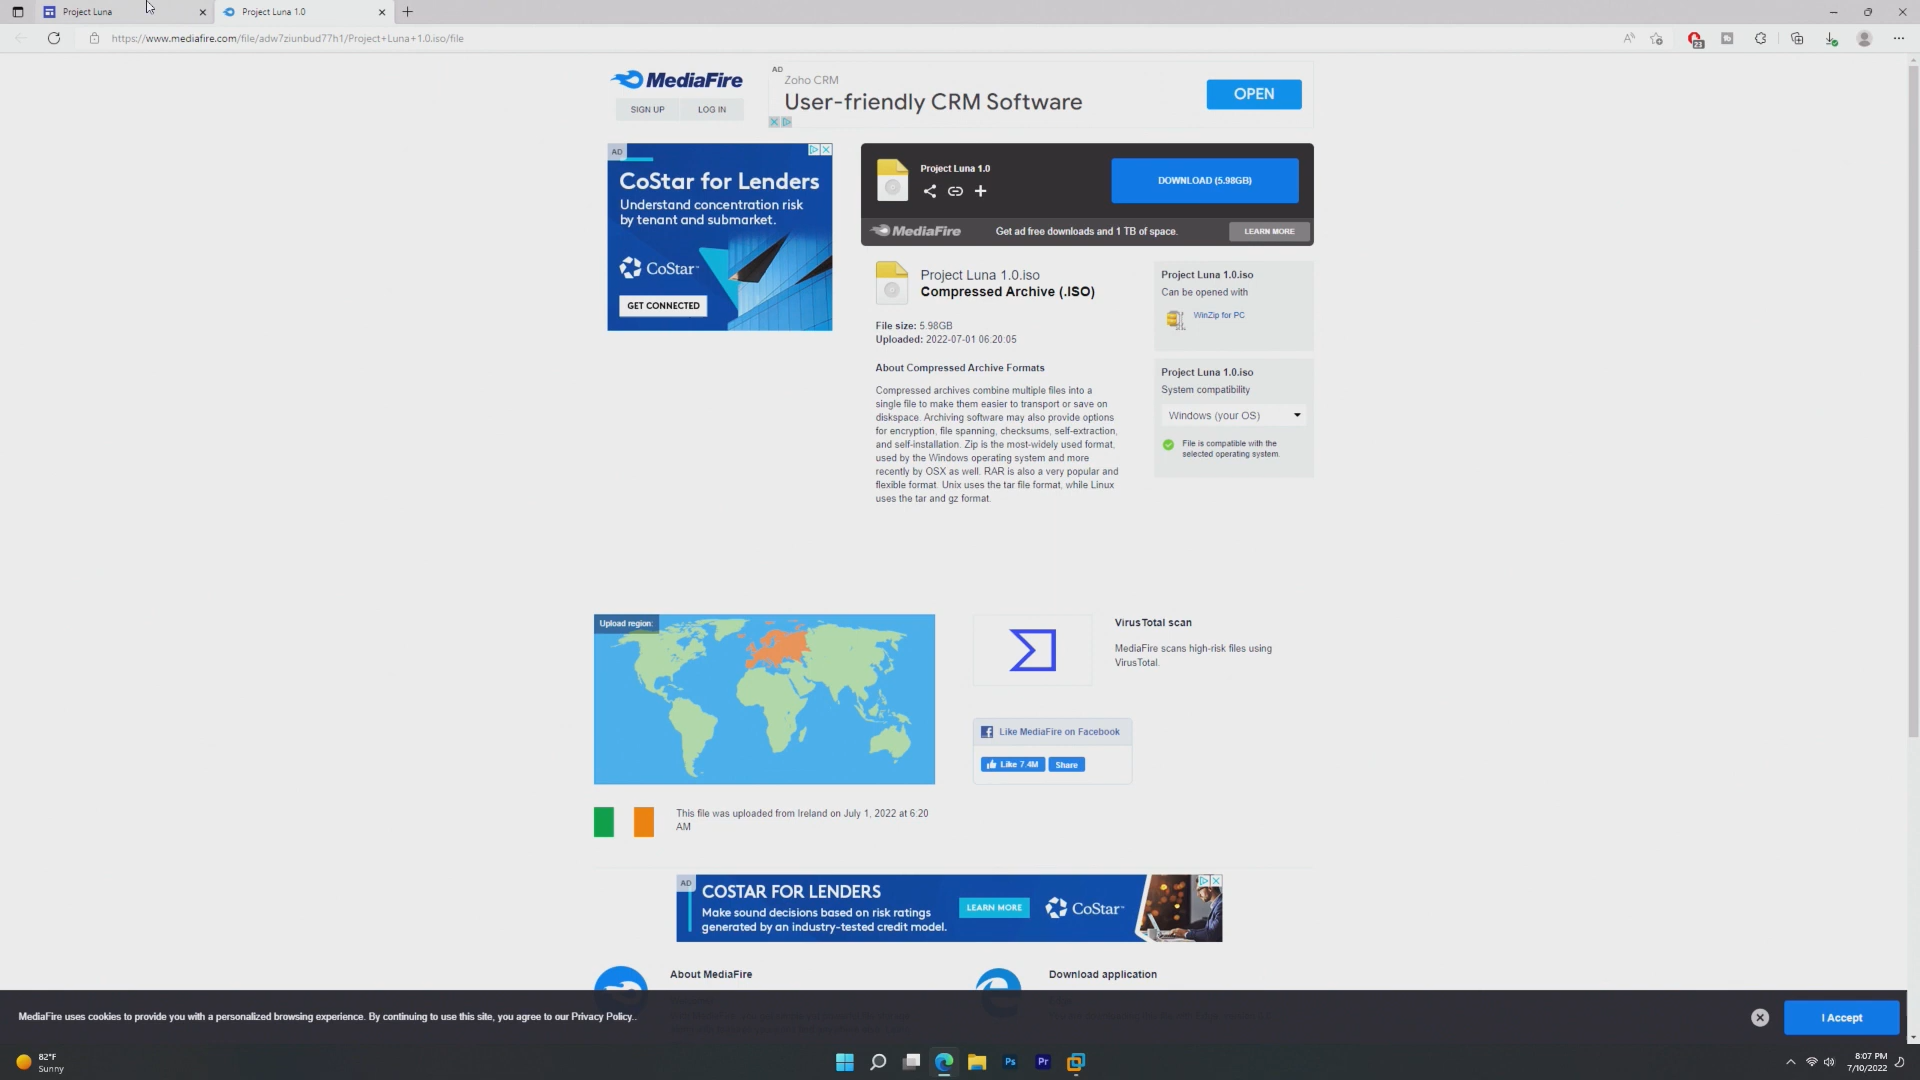 Project Luna
Project Luna 1.0
https://www.mediafire.com/file/adw7ziunbud77h1/Project+Luna+1.0.iso/file
23
MediaFire
SIGN UP
LOG IN
AD
Zoho CRM
User-friendly CRM Software
OPEN
AD
CoStar for Lenders
Understand concentration risk
by tenant and submarket.
CoStar™
GET CONNECTED
Project Luna 1.0
DOWNLOAD (5.98GB)
MediaFire
Get ad free downloads and 1 TB of space.
LEARN MORE
Project Luna 1.0.iso
Compressed Archive (.ISO)
File size: 5.98GB
Uploaded: 2022-07-01 06:20:05
About Compressed Archive Formats
Compressed archives combine multiple files into a
single file to make them easier to transport or save on
diskspace. Archiving software may also provide options
for encryption, file spanning, checksums, self-extraction,
and self-installation. Zip is the most-widely used format,
used by the Windows operating system and more
recently by OSX as well. RAR is also a very popular and
flexible format. Unix uses the tar file format, while Linux
uses the tar and gz format.
Project Luna 1.0.iso
Can be opened with
WinZip for PC
Project Luna 1.0.iso
System compatibility
Windows (your OS)
File is compatible with the
selected operating system.
Upload region:
VirusTotal scan
MediaFire scans high-risk files using
VirusTotal.
Like MediaFire on Facebook
Like 7.4M
Share
This file was uploaded from Ireland on July 1, 2022 at 6:20
AM
AD
COSTAR FOR LENDERS
Make sound decisions based on risk ratings
generated by an industry-tested credit model.
LEARN MORE
CoStar™
About MediaFire
Download application
MediaFire uses cookies to provide you with a personalized browsing experience. By continuing to use this site, you agree to our Privacy Policy..
I Accept
82°F
Sunny
Ps
Pr
8:07 PM
7/10/2022